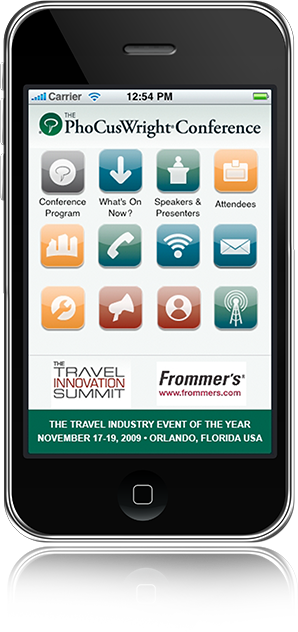 Carrier 12:54 PM
THE
PhoCusWright® Conference
Conference
Program
What's On
Now?
Speakers &
Presenters
Attendees
THE
TRAVEL
INNOVATION
SUMMIT
Frommer's®
www.frommers.com
THE TRAVEL INDUSTRY EVENT OF THE YEAR
NOVEMBER 17-19, 2009 • ORLANDO, FLORIDA USA